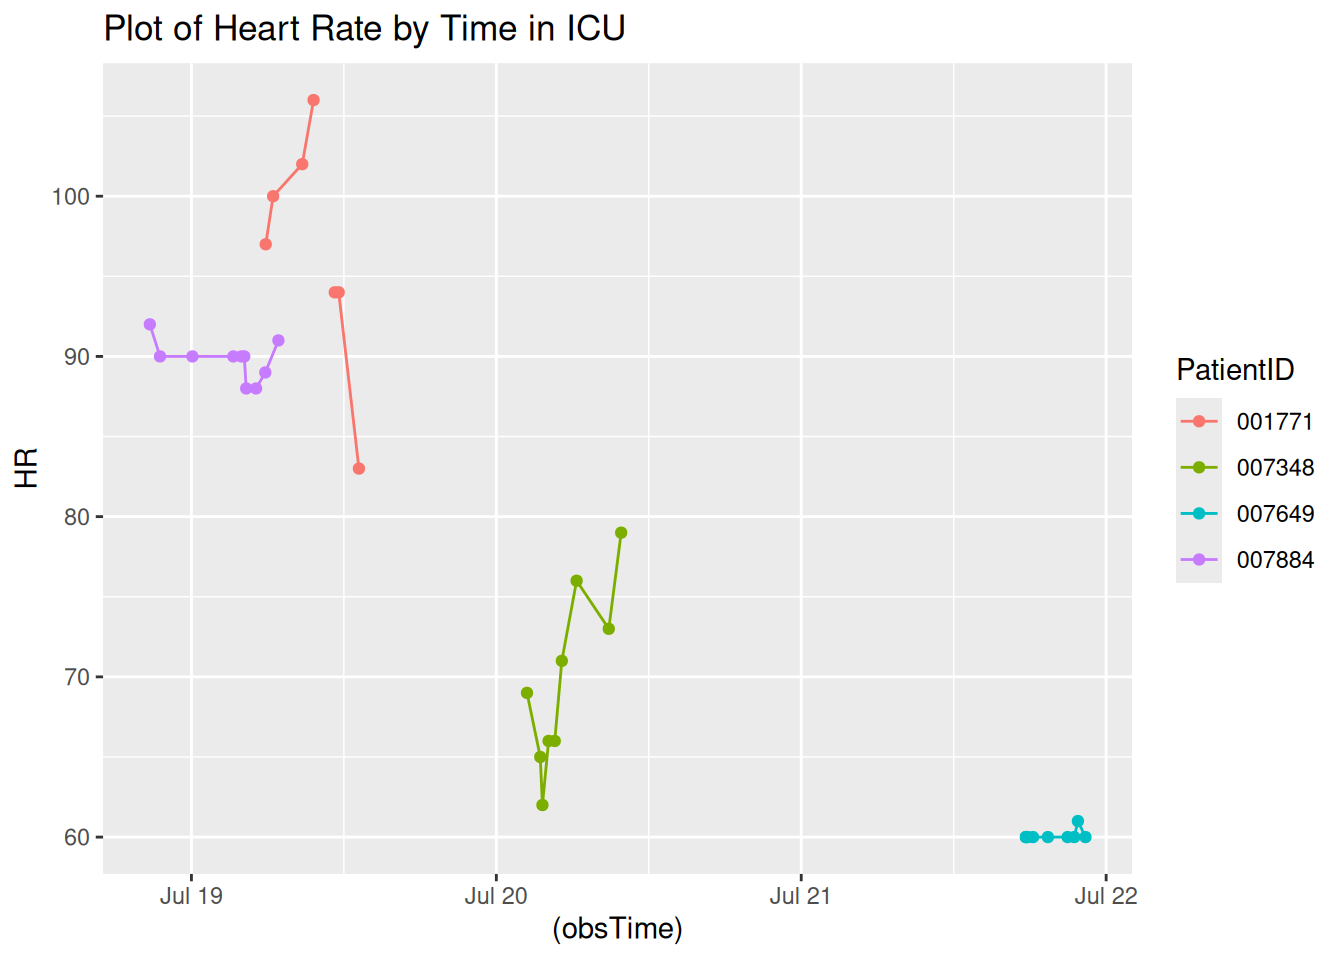 Plot of Heart Rate by Time in ICU
HR
100
90
80
70
60
Jul 19 Jul 20 Jul 21 Jul 22
(obsTime)
PatientID
001771
007348
007649
007884